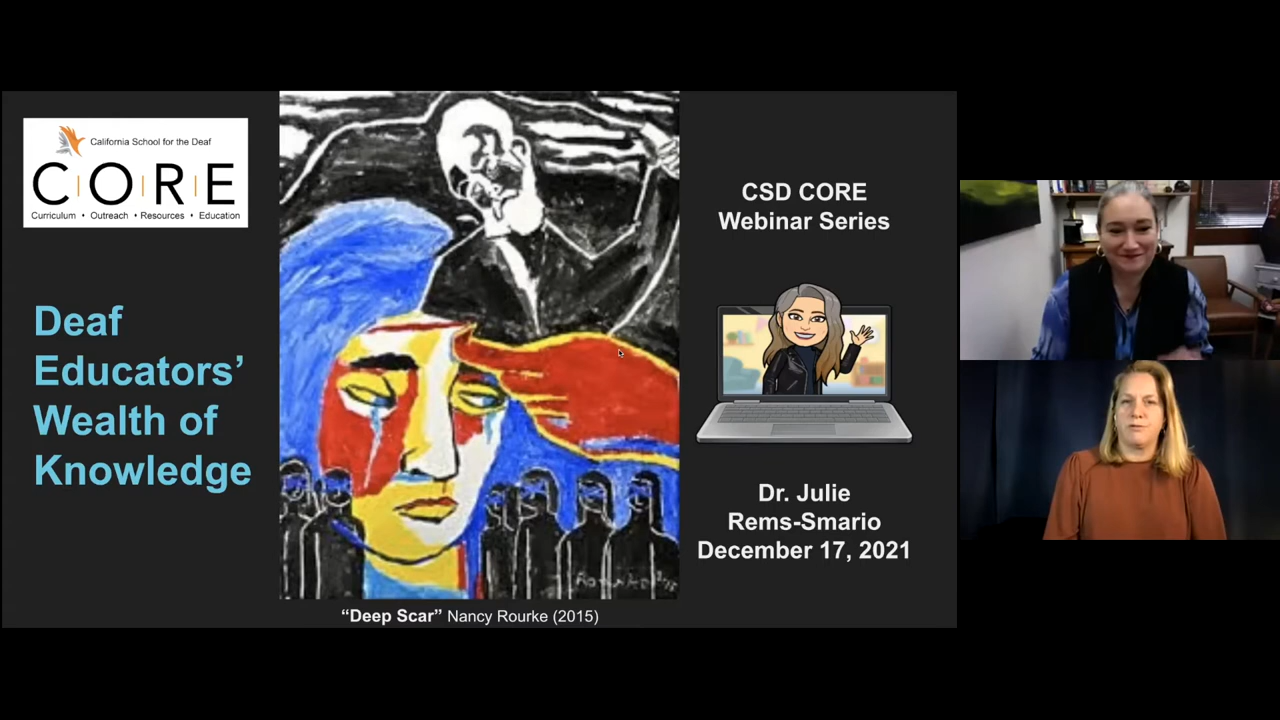 California School for the Deaf
C|O|R|E
Curriculum • Outreach • Resources • Education
Deaf
Educators’
Wealth of
Knowledge
“Deep Scar” Nancy Rourke (2015)
CSD CORE
Webinar Series
Dr. Julie
Rems-Smario
December 17, 2021